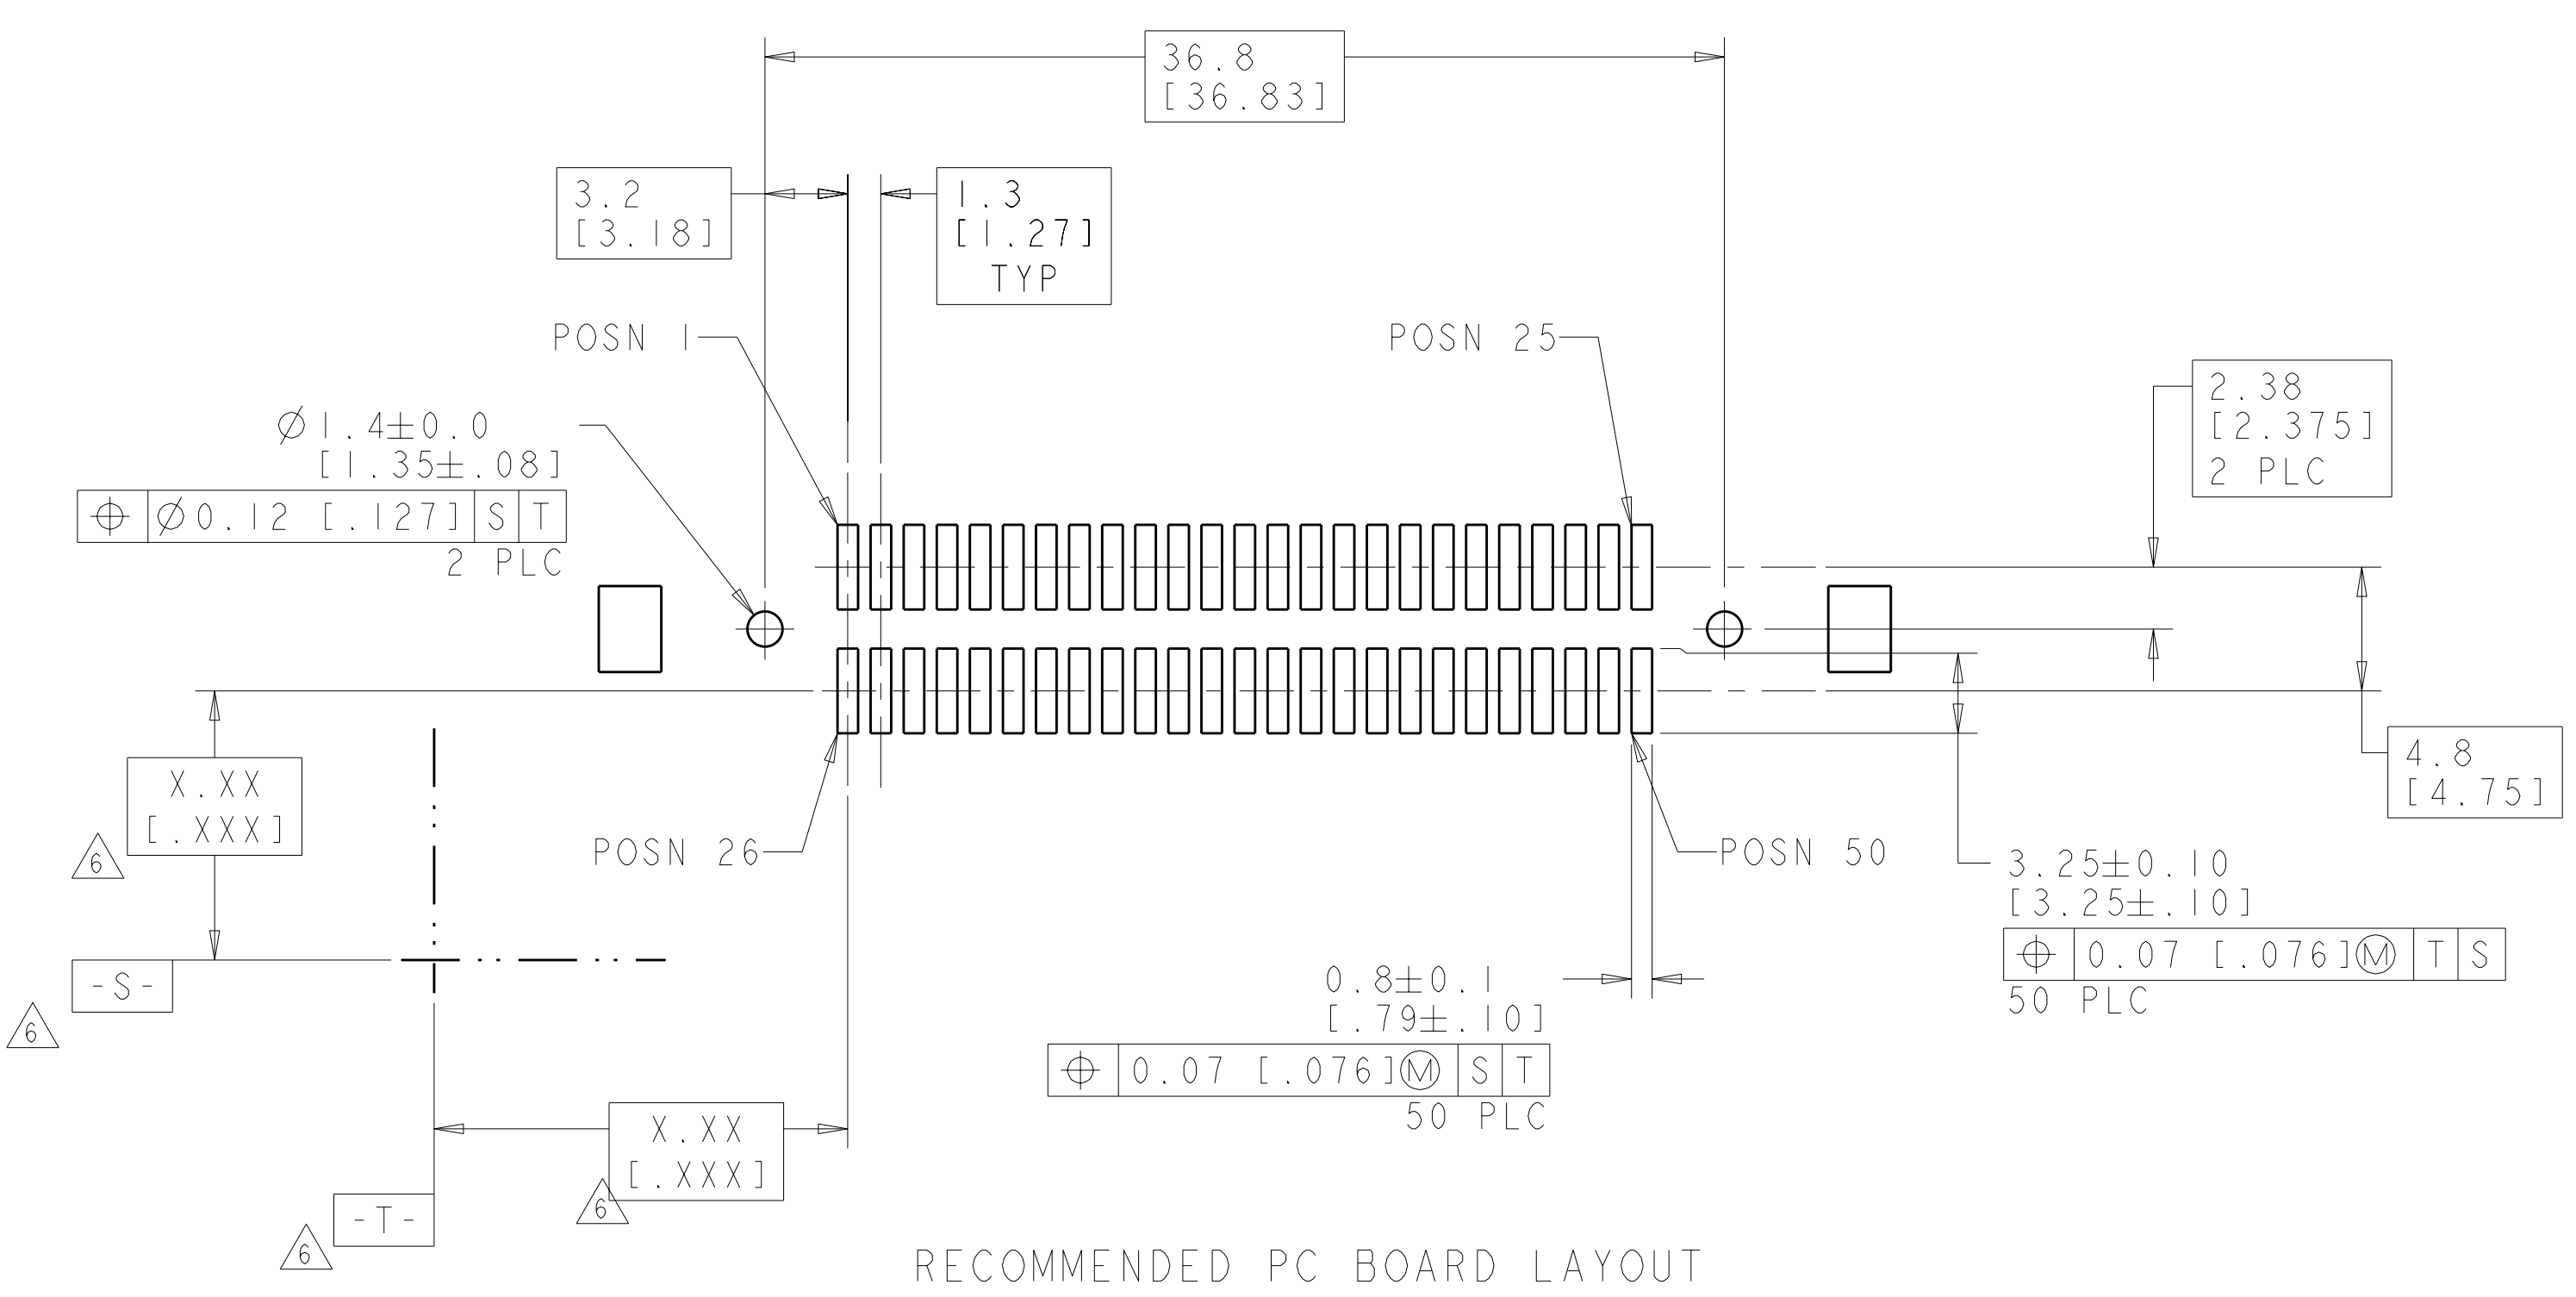 36.8
[36.83]
3.2
[3.18]
1.3
[1.27]
TYP
POSN 1
POSN 25
2.38
[2.375]
2 PLC
⌀1.4±0.0
[1.35±.08]
⌖ ⌀0.12 [.127] S T
2 PLC
4.8
[4.75]
X.XX
[.XXX]
6
POSN 26
POSN 50
3.25±0.10
[3.25±.10]
⌖ 0.07 [.076]Ⓜ T S
50 PLC
-S-
6
0.8±0.1
[.79±.10]
⌖ 0.07 [.076]Ⓜ S T
50 PLC
X.XX
[.XXX]
6
-T-
6
RECOMMENDED PC BOARD LAYOUT